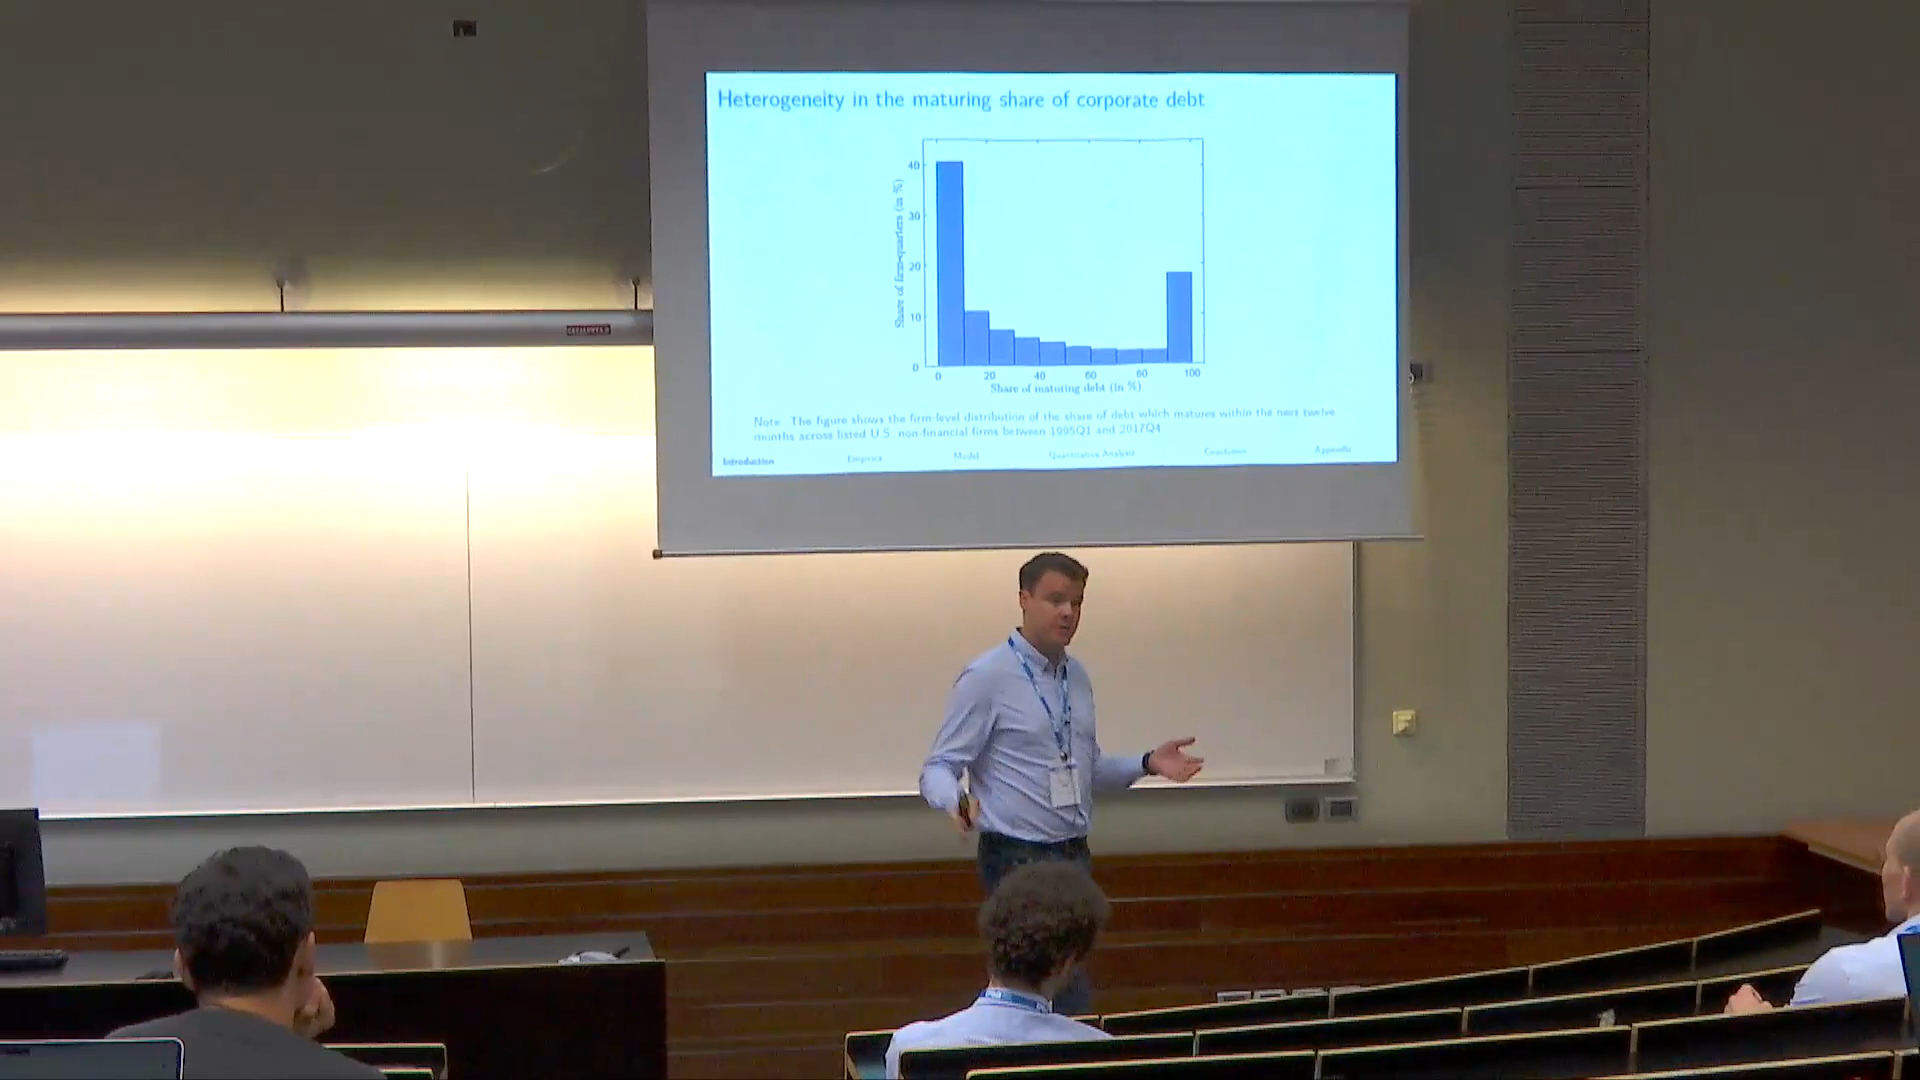 Heterogeneity in the maturing share of corporate debt
40
30
20
10
0
Share of firm-quarters (in %)
0 20 40 60 80 100
Share of maturing debt (in %)
Note: The figure shows the firm-level distribution of the share of debt which matures within the next twelve
months across listed U.S. non-financial firms between 1995Q1 and 2017Q4
Introduction Empirics Model Quantitative Analysis Conclusion Appendix